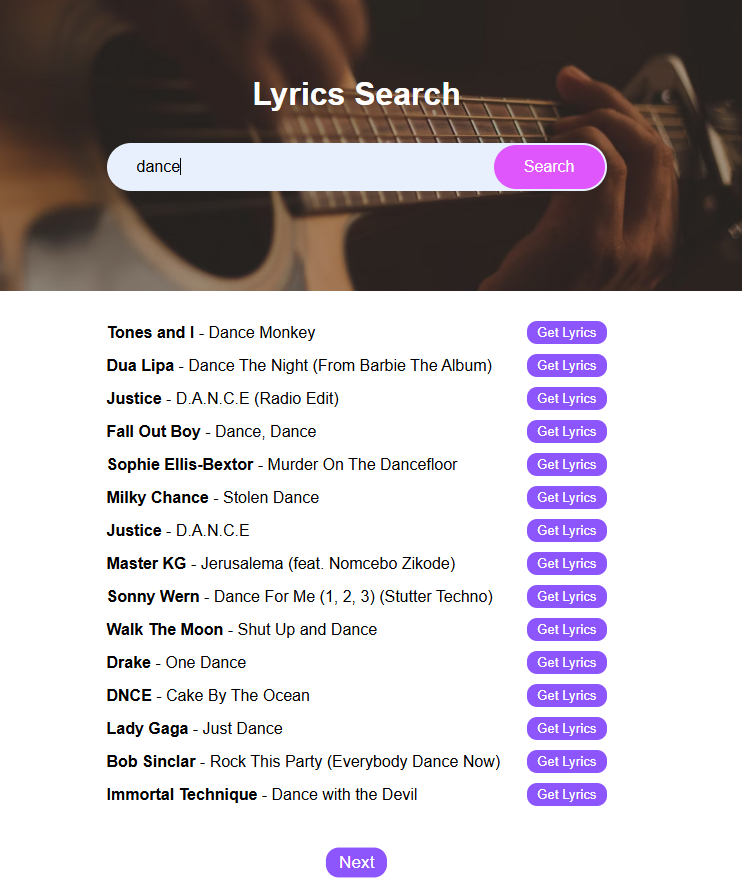 Lyrics Search
dance Search
Tones and I - Dance Monkey Get Lyrics
Dua Lipa - Dance The Night (From Barbie The Album) Get Lyrics
Justice - D.A.N.C.E (Radio Edit) Get Lyrics
Fall Out Boy - Dance, Dance Get Lyrics
Sophie Ellis-Bextor - Murder On The Dancefloor Get Lyrics
Milky Chance - Stolen Dance Get Lyrics
Justice - D.A.N.C.E Get Lyrics
Master KG - Jerusalema (feat. Nomcebo Zikode) Get Lyrics
Sonny Wern - Dance For Me (1, 2, 3) (Stutter Techno) Get Lyrics
Walk The Moon - Shut Up and Dance Get Lyrics
Drake - One Dance Get Lyrics
DNCE - Cake By The Ocean Get Lyrics
Lady Gaga - Just Dance Get Lyrics
Bob Sinclar - Rock This Party (Everybody Dance Now) Get Lyrics
Immortal Technique - Dance with the Devil Get Lyrics
Next